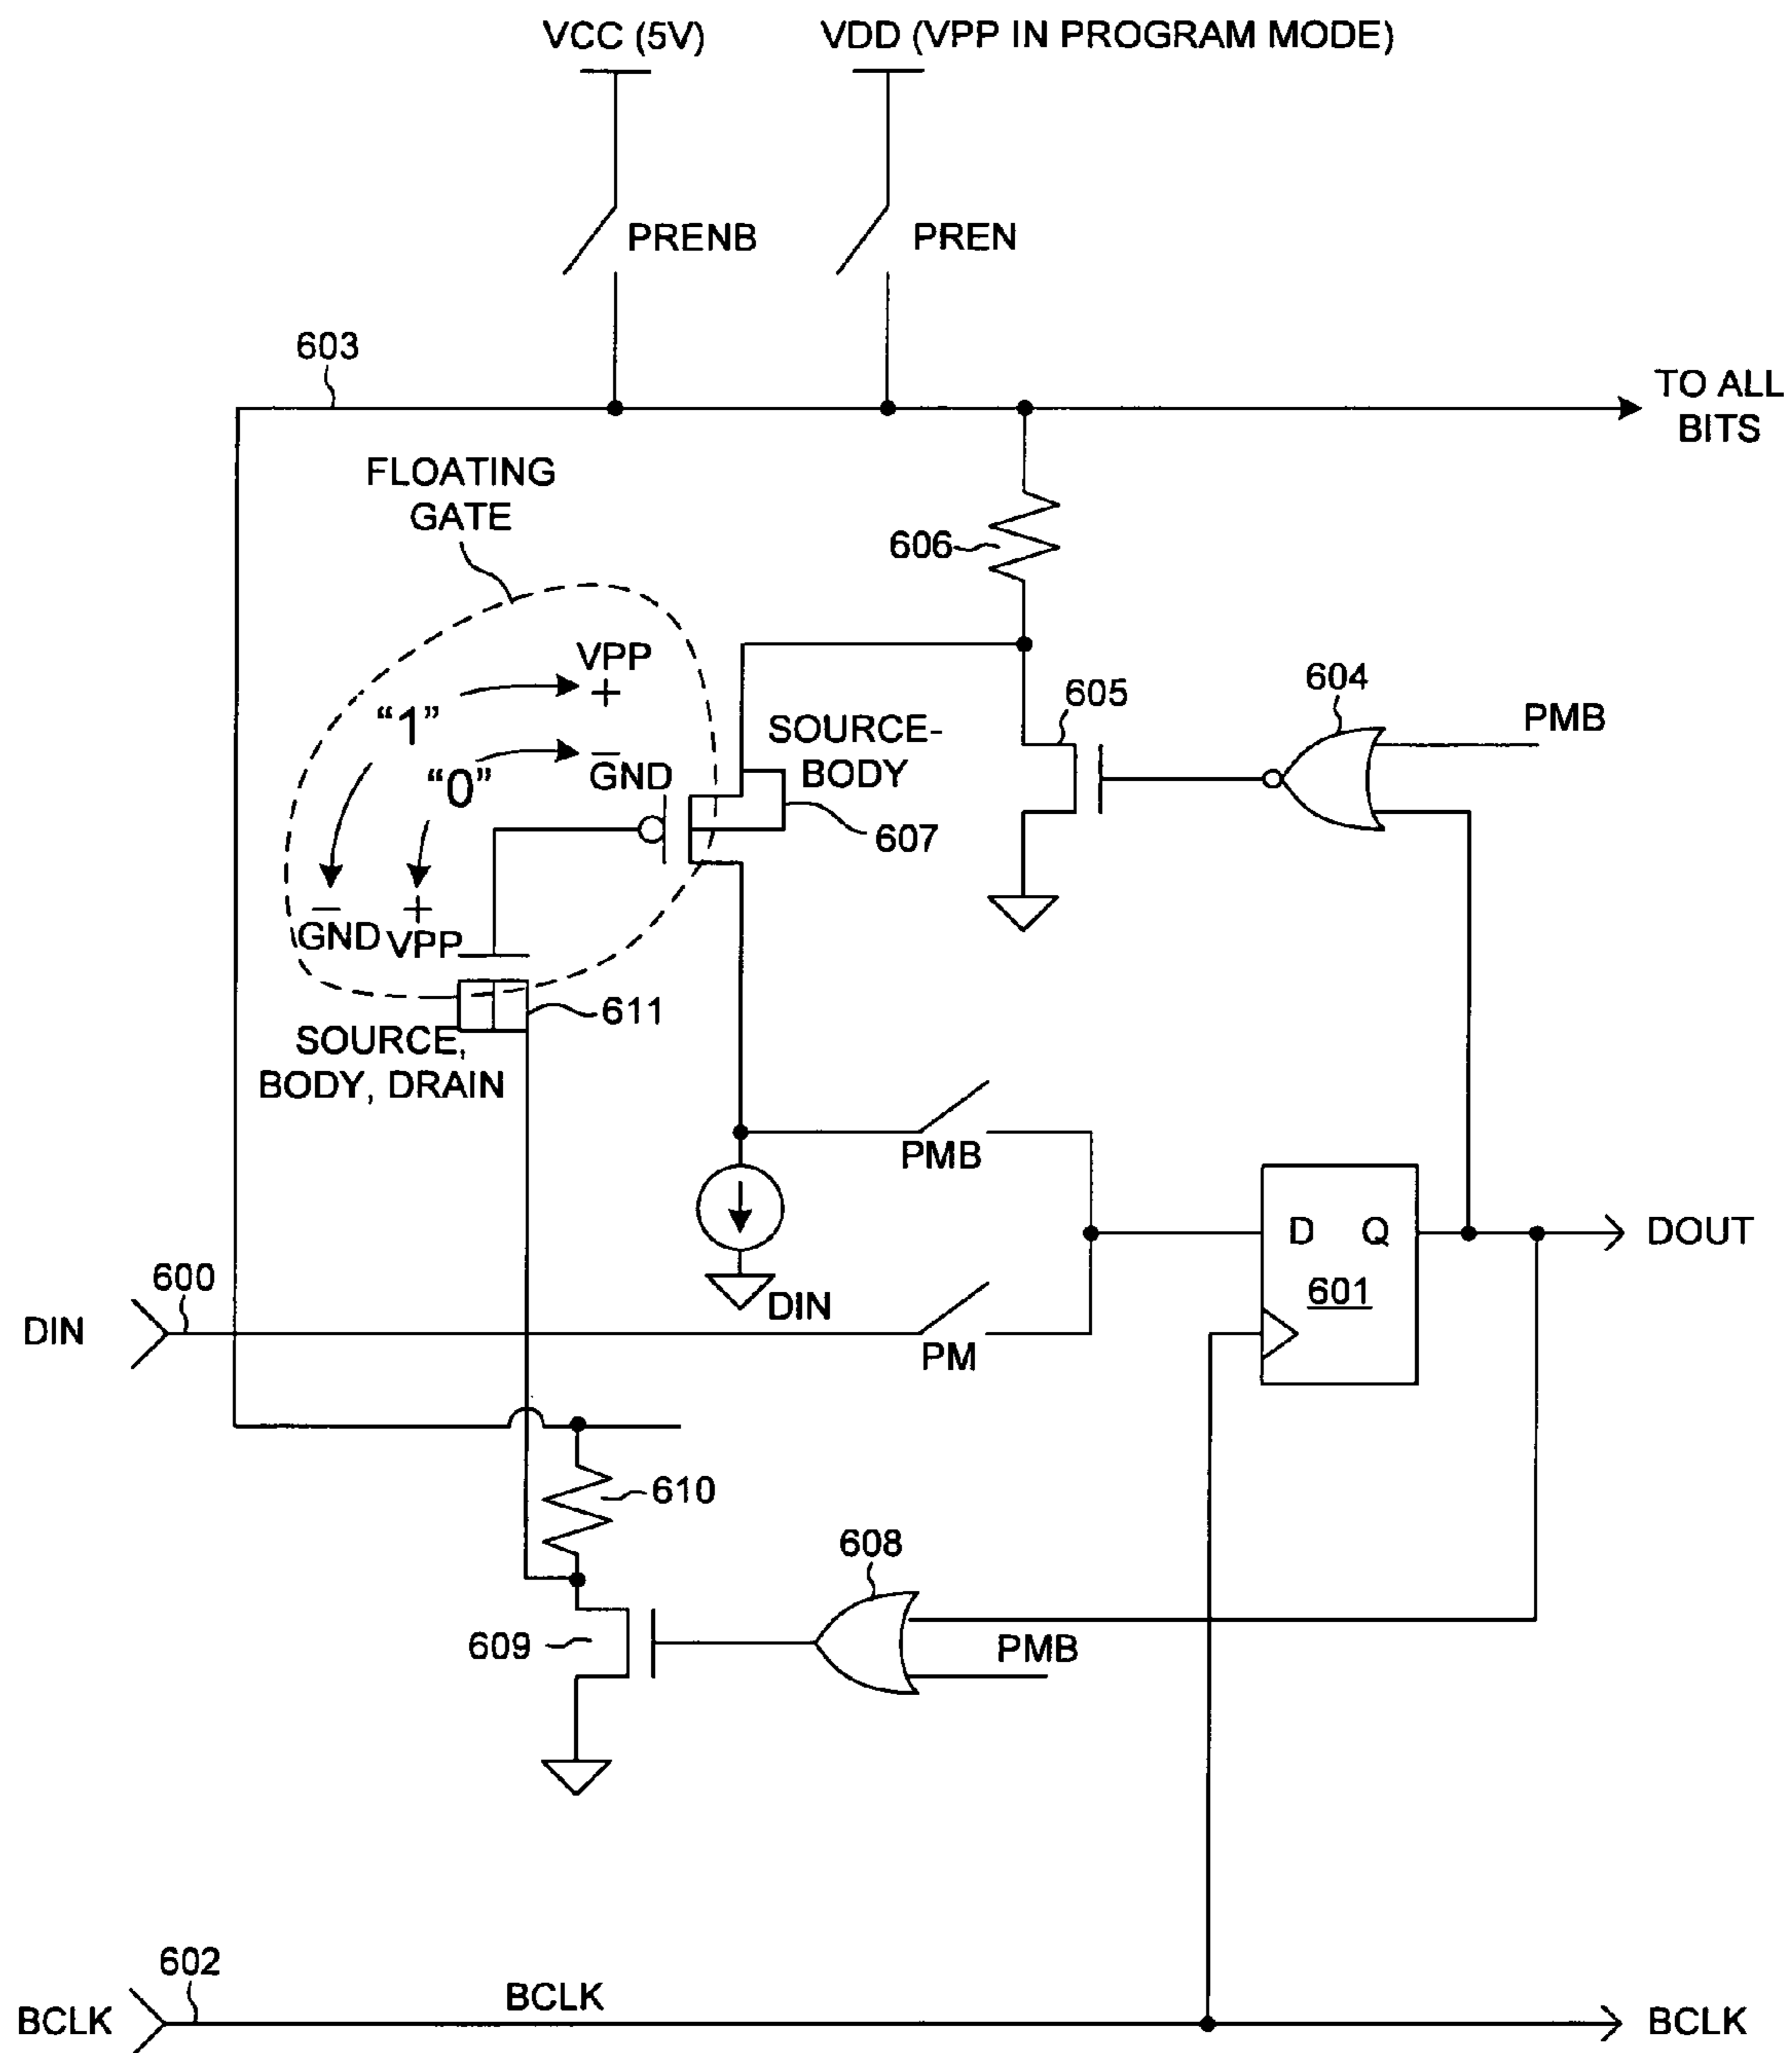 VCC (5V)
VDD (VPP IN PROGRAM MODE)
PRENB
PREN
603
TO ALL
BITS
FLOATING
GATE
606
VPP
+
"1"
–
"0"
GND
SOURCE-
BODY
605
604
PMB
607
–
GND
+
VPP
611
SOURCE,
BODY, DRAIN
PMB
D Q
601
DOUT
600
DIN
DIN
PM
610
608
609
PMB
602
BCLK
BCLK
BCLK